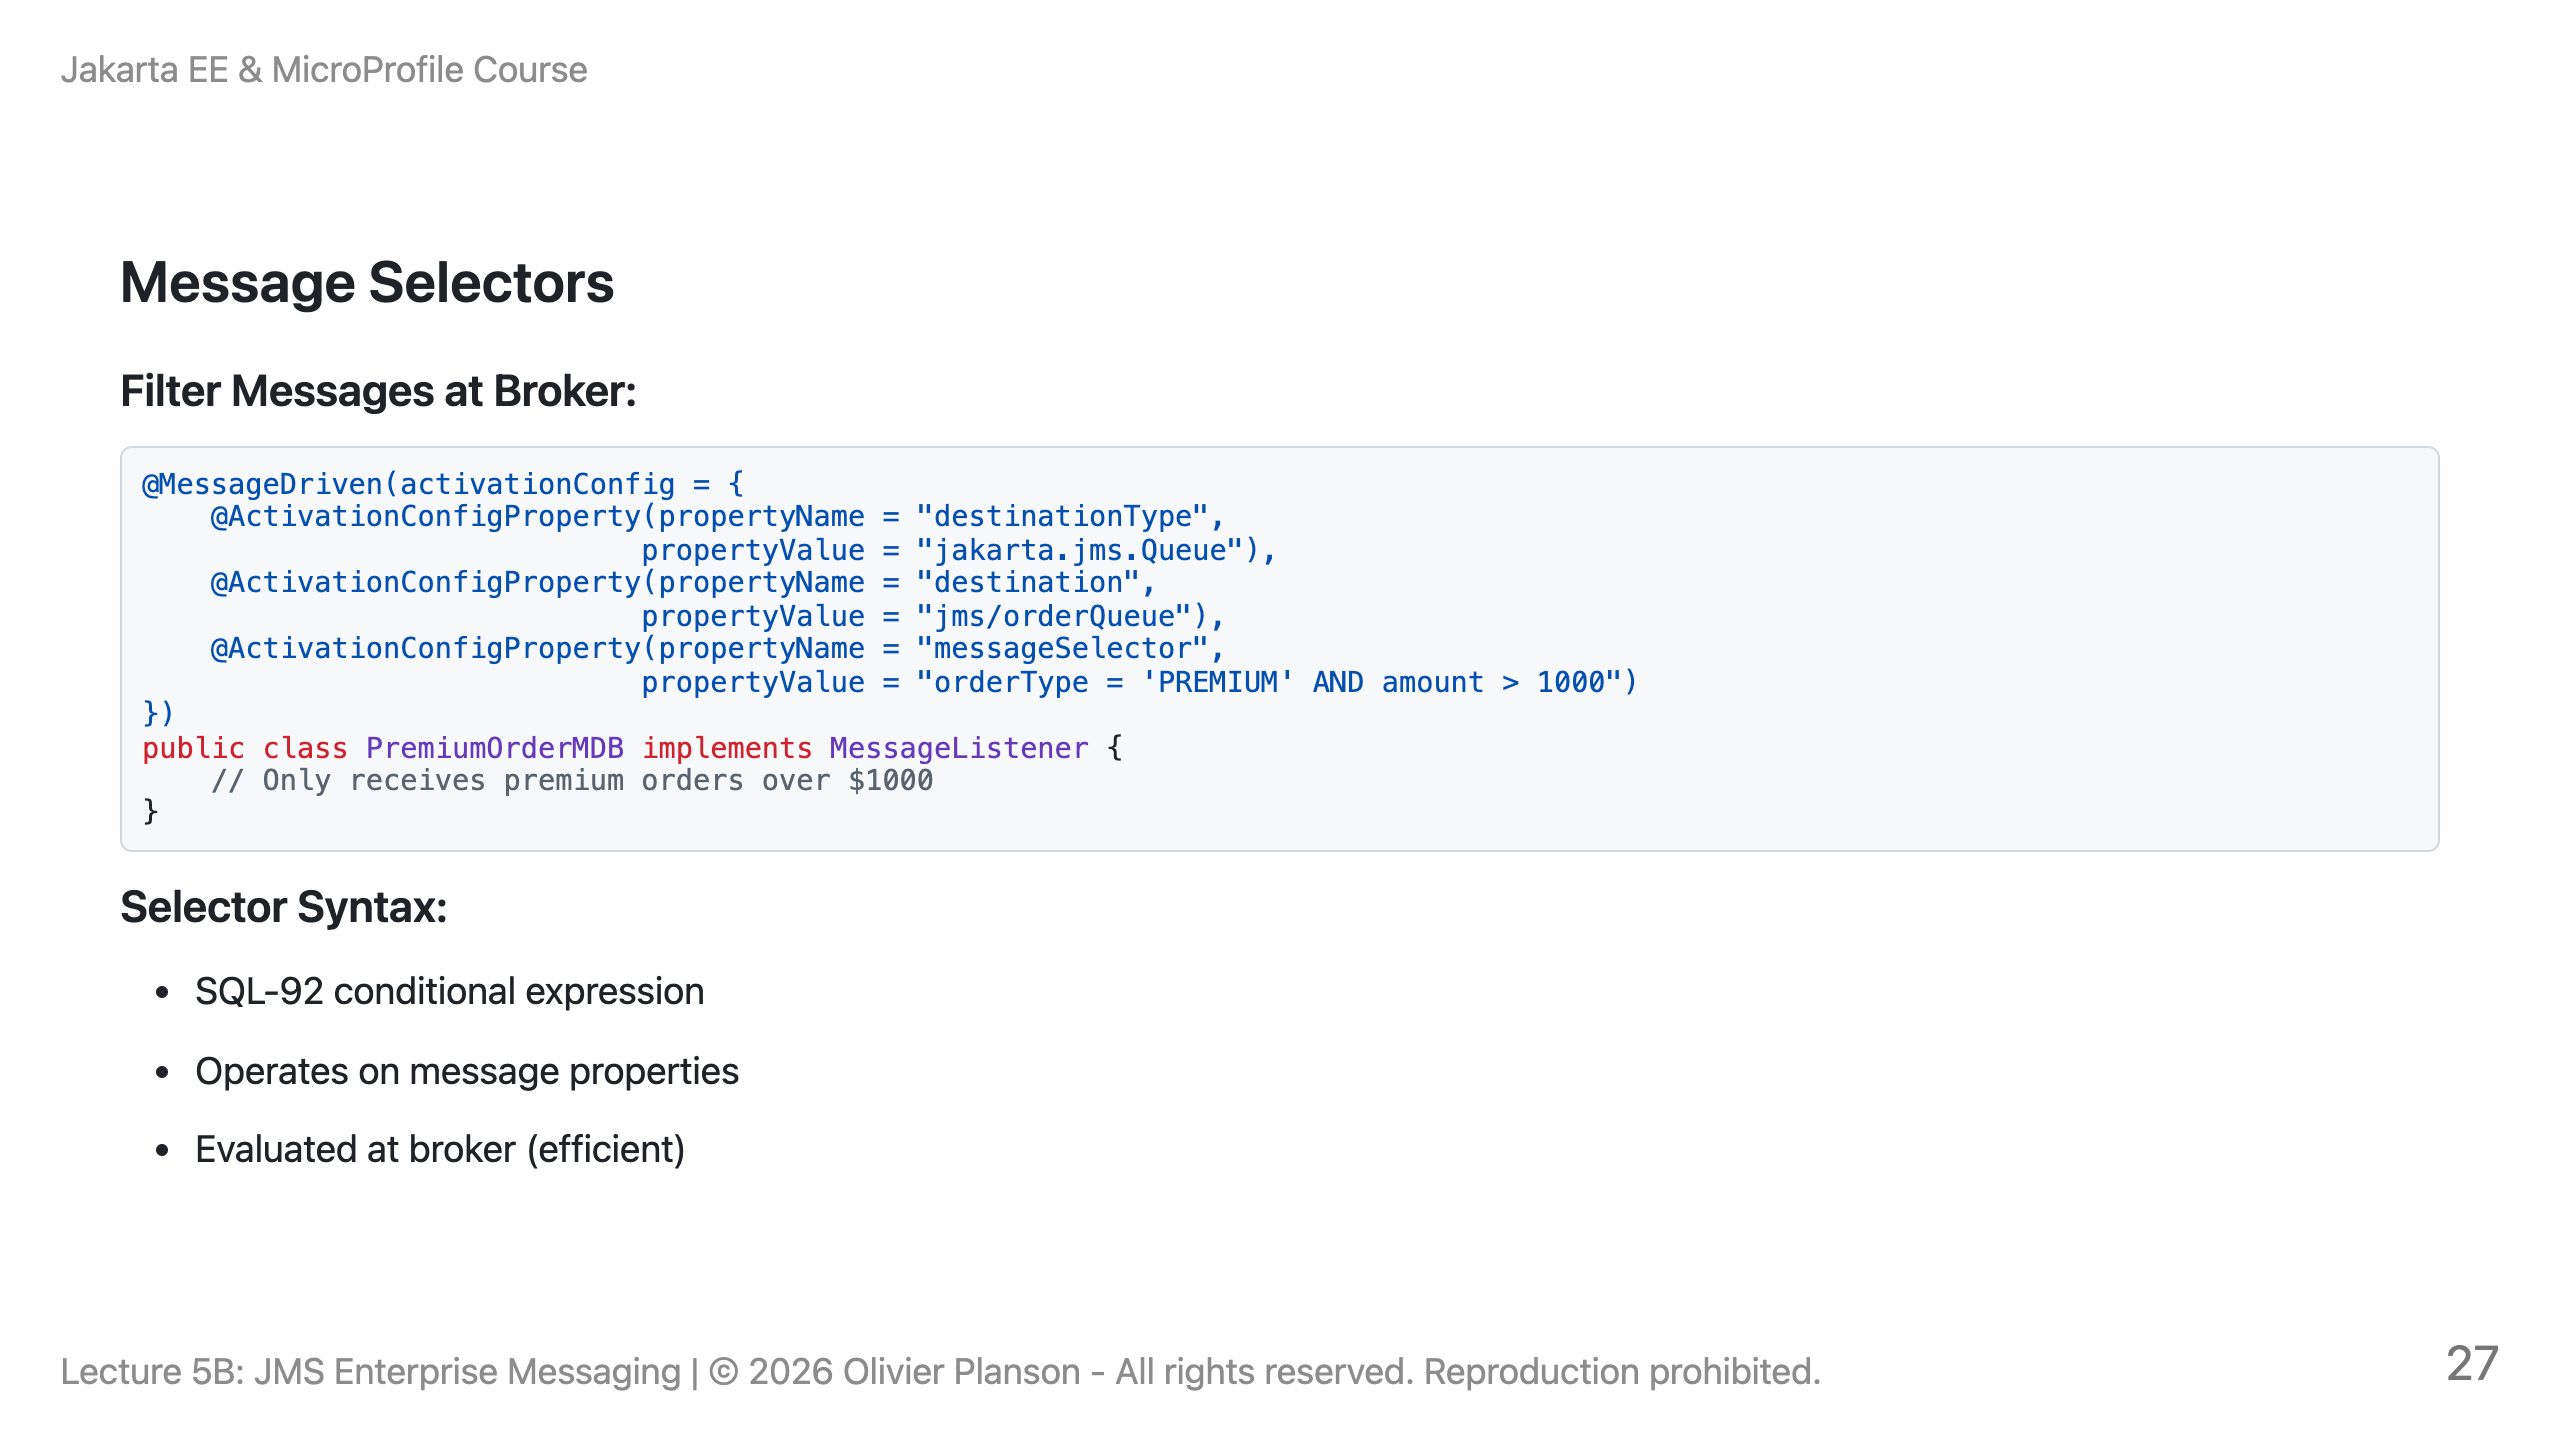 Jakarta EE & MicroProfile Course
Message Selectors
Filter Messages at Broker:
@MessageDriven(activationConfig = {
    @ActivationConfigProperty(propertyName = "destinationType",
                             propertyValue = "jakarta.jms.Queue"),
    @ActivationConfigProperty(propertyName = "destination",
                             propertyValue = "jms/orderQueue"),
    @ActivationConfigProperty(propertyName = "messageSelector",
                             propertyValue = "orderType = 'PREMIUM' AND amount > 1000")
})
public class PremiumOrderMDB implements MessageListener {
    // Only receives premium orders over $1000
}
Selector Syntax:
• SQL-92 conditional expression
• Operates on message properties
• Evaluated at broker (efficient)
Lecture 5B: JMS Enterprise Messaging | © 2026 Olivier Planson - All rights reserved. Reproduction prohibited.
27